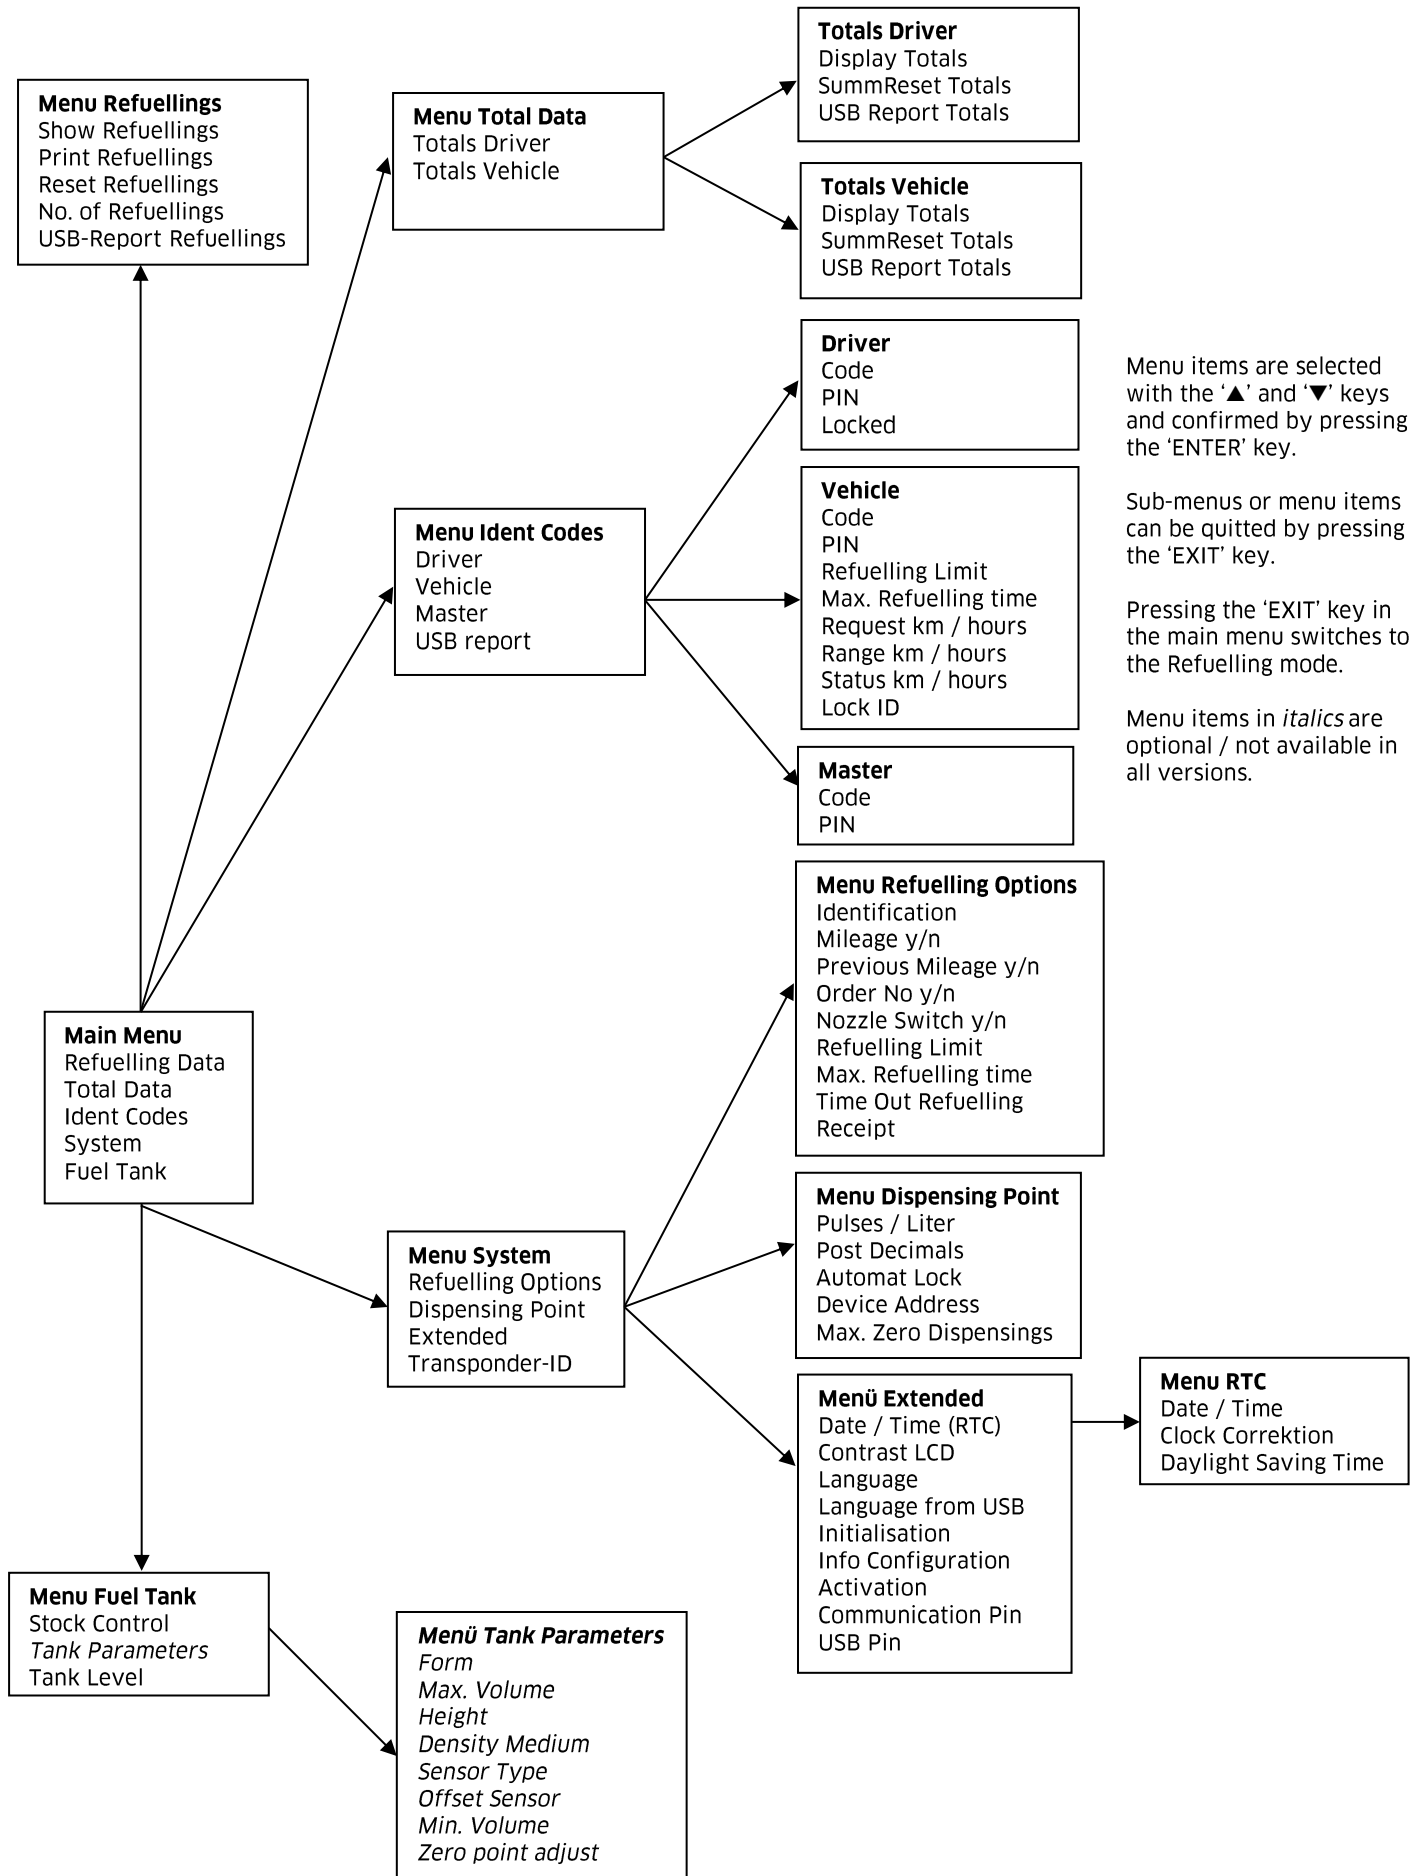 Menu Refuellings
Show Refuellings
Print Refuellings
Reset Refuellings
No. of Refuellings
USB-Report Refuellings
Menu Total Data
Totals Driver
Totals Vehicle
Totals Driver
Display Totals
SummReset Totals
USB Report Totals
Totals Vehicle
Display Totals
SummReset Totals
USB Report Totals
Menu Ident Codes
Driver
Vehicle
Master
USB report
Driver
Code
PIN
Locked
Vehicle
Code
PIN
Refuelling Limit
Max. Refuelling time
Request km / hours
Range km / hours
Status km / hours
Lock ID
Master
Code
PIN
Menu items are selected
with the ‘▲’ and ‘▼’ keys
and confirmed by pressing
the ‘ENTER’ key.
Sub-menus or menu items
can be quitted by pressing
the ‘EXIT’ key.
Pressing the ‘EXIT’ key in
the main menu switches to
the Refuelling mode.
Menu items in italics are
optional / not available in
all versions.
Main Menu
Refuelling Data
Total Data
Ident Codes
System
Fuel Tank
Menu System
Refuelling Options
Dispensing Point
Extended
Transponder-ID
Menu Refuelling Options
Identification
Mileage y/n
Previous Mileage y/n
Order No y/n
Nozzle Switch y/n
Refuelling Limit
Max. Refuelling time
Time Out Refuelling
Receipt
Menu Dispensing Point
Pulses / Liter
Post Decimals
Automat Lock
Device Address
Max. Zero Dispensings
Menü Extended
Date / Time (RTC)
Contrast LCD
Language
Language from USB
Initialisation
Info Configuration
Activation
Communication Pin
USB Pin
Menu RTC
Date / Time
Clock Correktion
Daylight Saving Time
Menu Fuel Tank
Stock Control
Tank Parameters
Tank Level
Menü Tank Parameters
Form
Max. Volume
Height
Density Medium
Sensor Type
Offset Sensor
Min. Volume
Zero point adjust